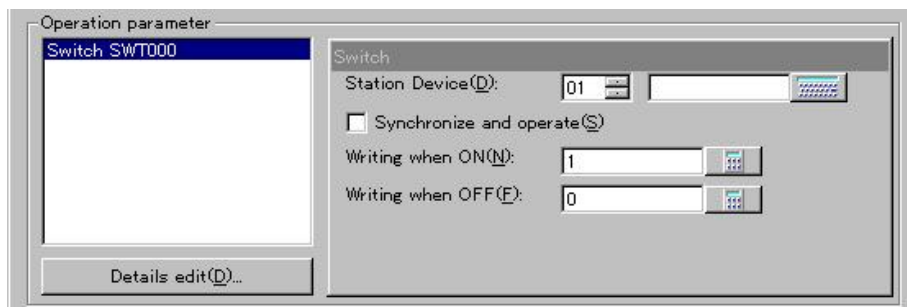 Operation parameter
Switch SWT000
Switch
Station Device(D): 01
Synchronize and operate(S)
Writing when ON(N): 1
Writing when OFF(F): 0
Details edit(D)...